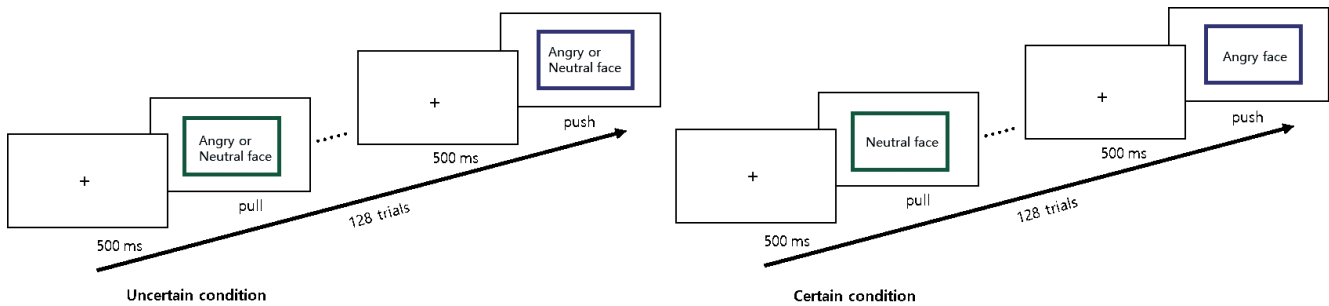 +
500 ms
Angry or
Neutral face
pull
+
500 ms
Angry or
Neutral face
push
128 trials
Uncertain condition
+
500 ms
Neutral face
pull
+
500 ms
Angry face
push
128 trials
Certain condition